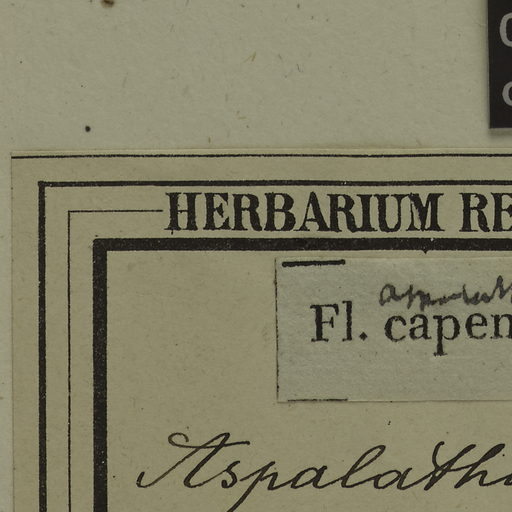 HERBARIUM RE
Fl. capen
Aspalath